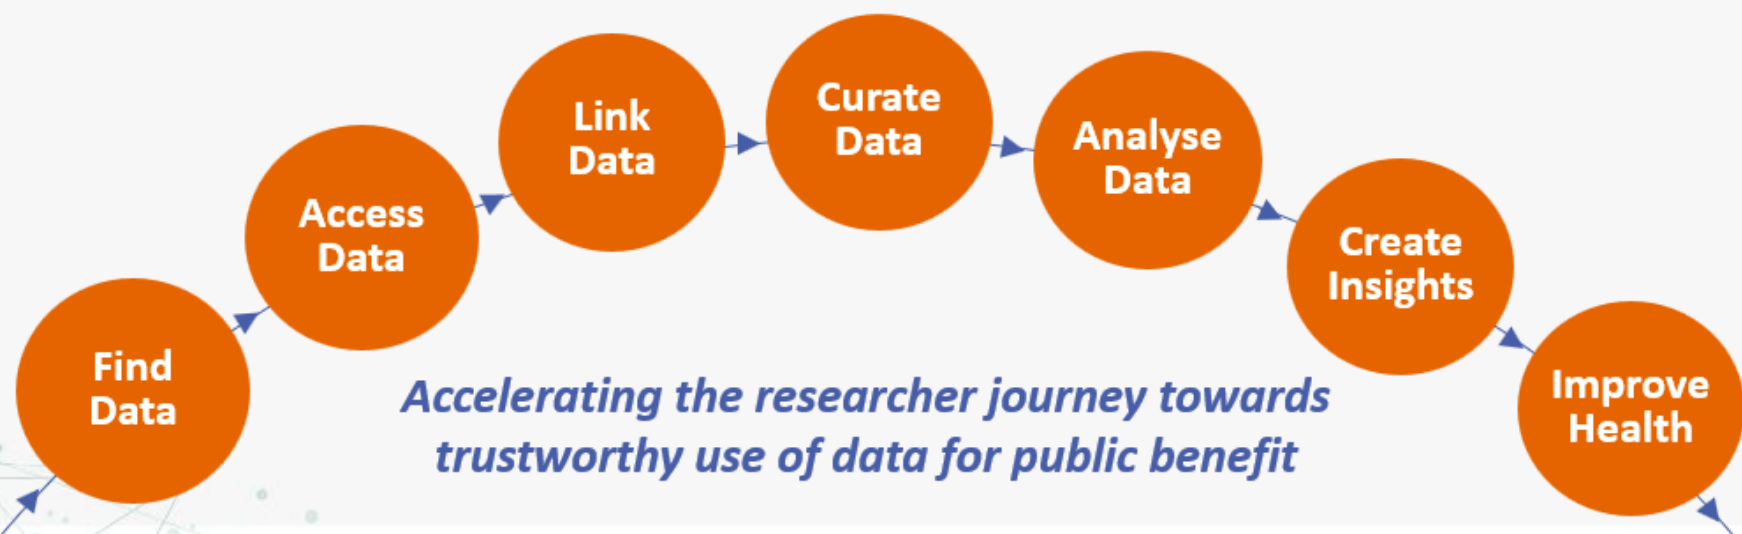 Find
Data
Access
Data
Link
Data
Curate
Data
Analyse
Data
Create
Insights
Improve
Health
Accelerating the researcher journey towards
trustworthy use of data for public benefit